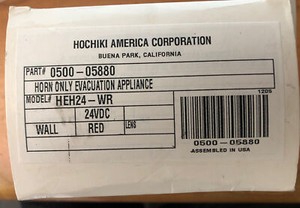 HOCHIKI AMERICA CORPORATION
BUENA PARK, CALIFORNIA
PART# 0500-05880
HORN ONLY EVACUATION APPLIANCE
MODEL# HEH24-WR
1205
24VDC
WALL RED LENS
0500-05880
ASSEMBLED IN USA